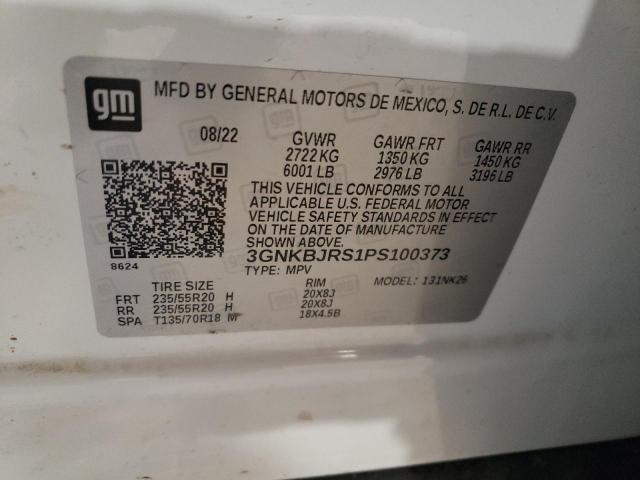 gm
MFD BY GENERAL MOTORS DE MEXICO, S. DE R.L. DE C.V.
08/22 GVWR GAWR FRT GAWR RR
2722 KG 1350 KG 1450 KG
6001 LB 2976 LB 3196 LB
THIS VEHICLE CONFORMS TO ALL
APPLICABLE U.S. FEDERAL MOTOR
VEHICLE SAFETY STANDARDS IN EFFECT
ON THE DATE OF MANUFACTURE
SHOWN ABOVE.
3GNKBJRS1PS100373
8624
TYPE: MPV MODEL: 131NK26
TIRE SIZE RIM
FRT 235/55R20 H 20X8J
RR 235/55R20 H 20X8J
SPA T135/70R18 M 18X4.5B